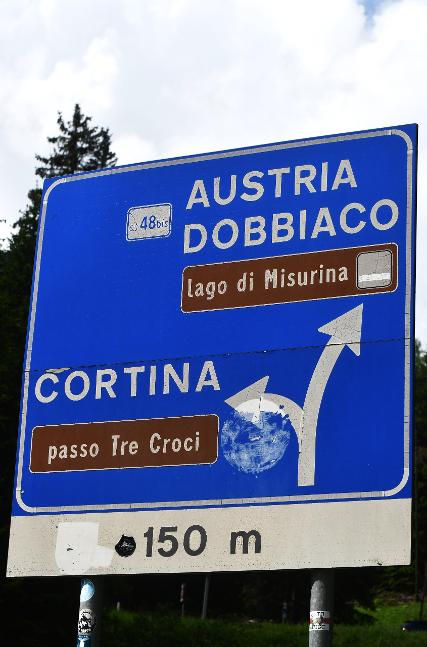 AUSTRIA
48bis
DOBBIACO
lago di Misurina
CORTINA
passo Tre Croci
150 m